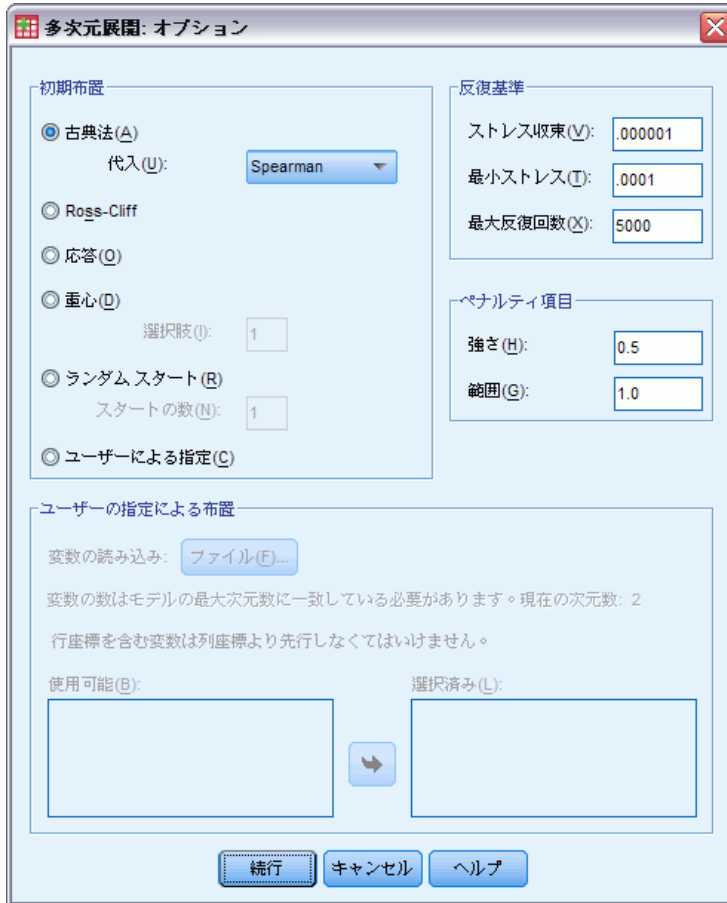 多次元展開: オプション
初期布置
古典法(A)
代入(U): Spearman
Ross-Cliff
応答(O)
重心(D)
選択肢(I): 1
ランダム スタート(R)
スタートの数(N): 1
ユーザーによる指定(C)
反復基準
ストレス収束(V): .000001
最小ストレス(T): .0001
最大反復回数(X): 5000
ペナルティ項目
強さ(H): 0.5
範囲(G): 1.0
ユーザーの指定による布置
変数の読み込み: ファイル(F)...
変数の数はモデルの最大次元数に一致している必要があります。現在の次元数: 2
行座標を含む変数は列座標より先行しなくてはいけません。
使用可能(B): 選択済み(L):
続行 キャンセル ヘルプ